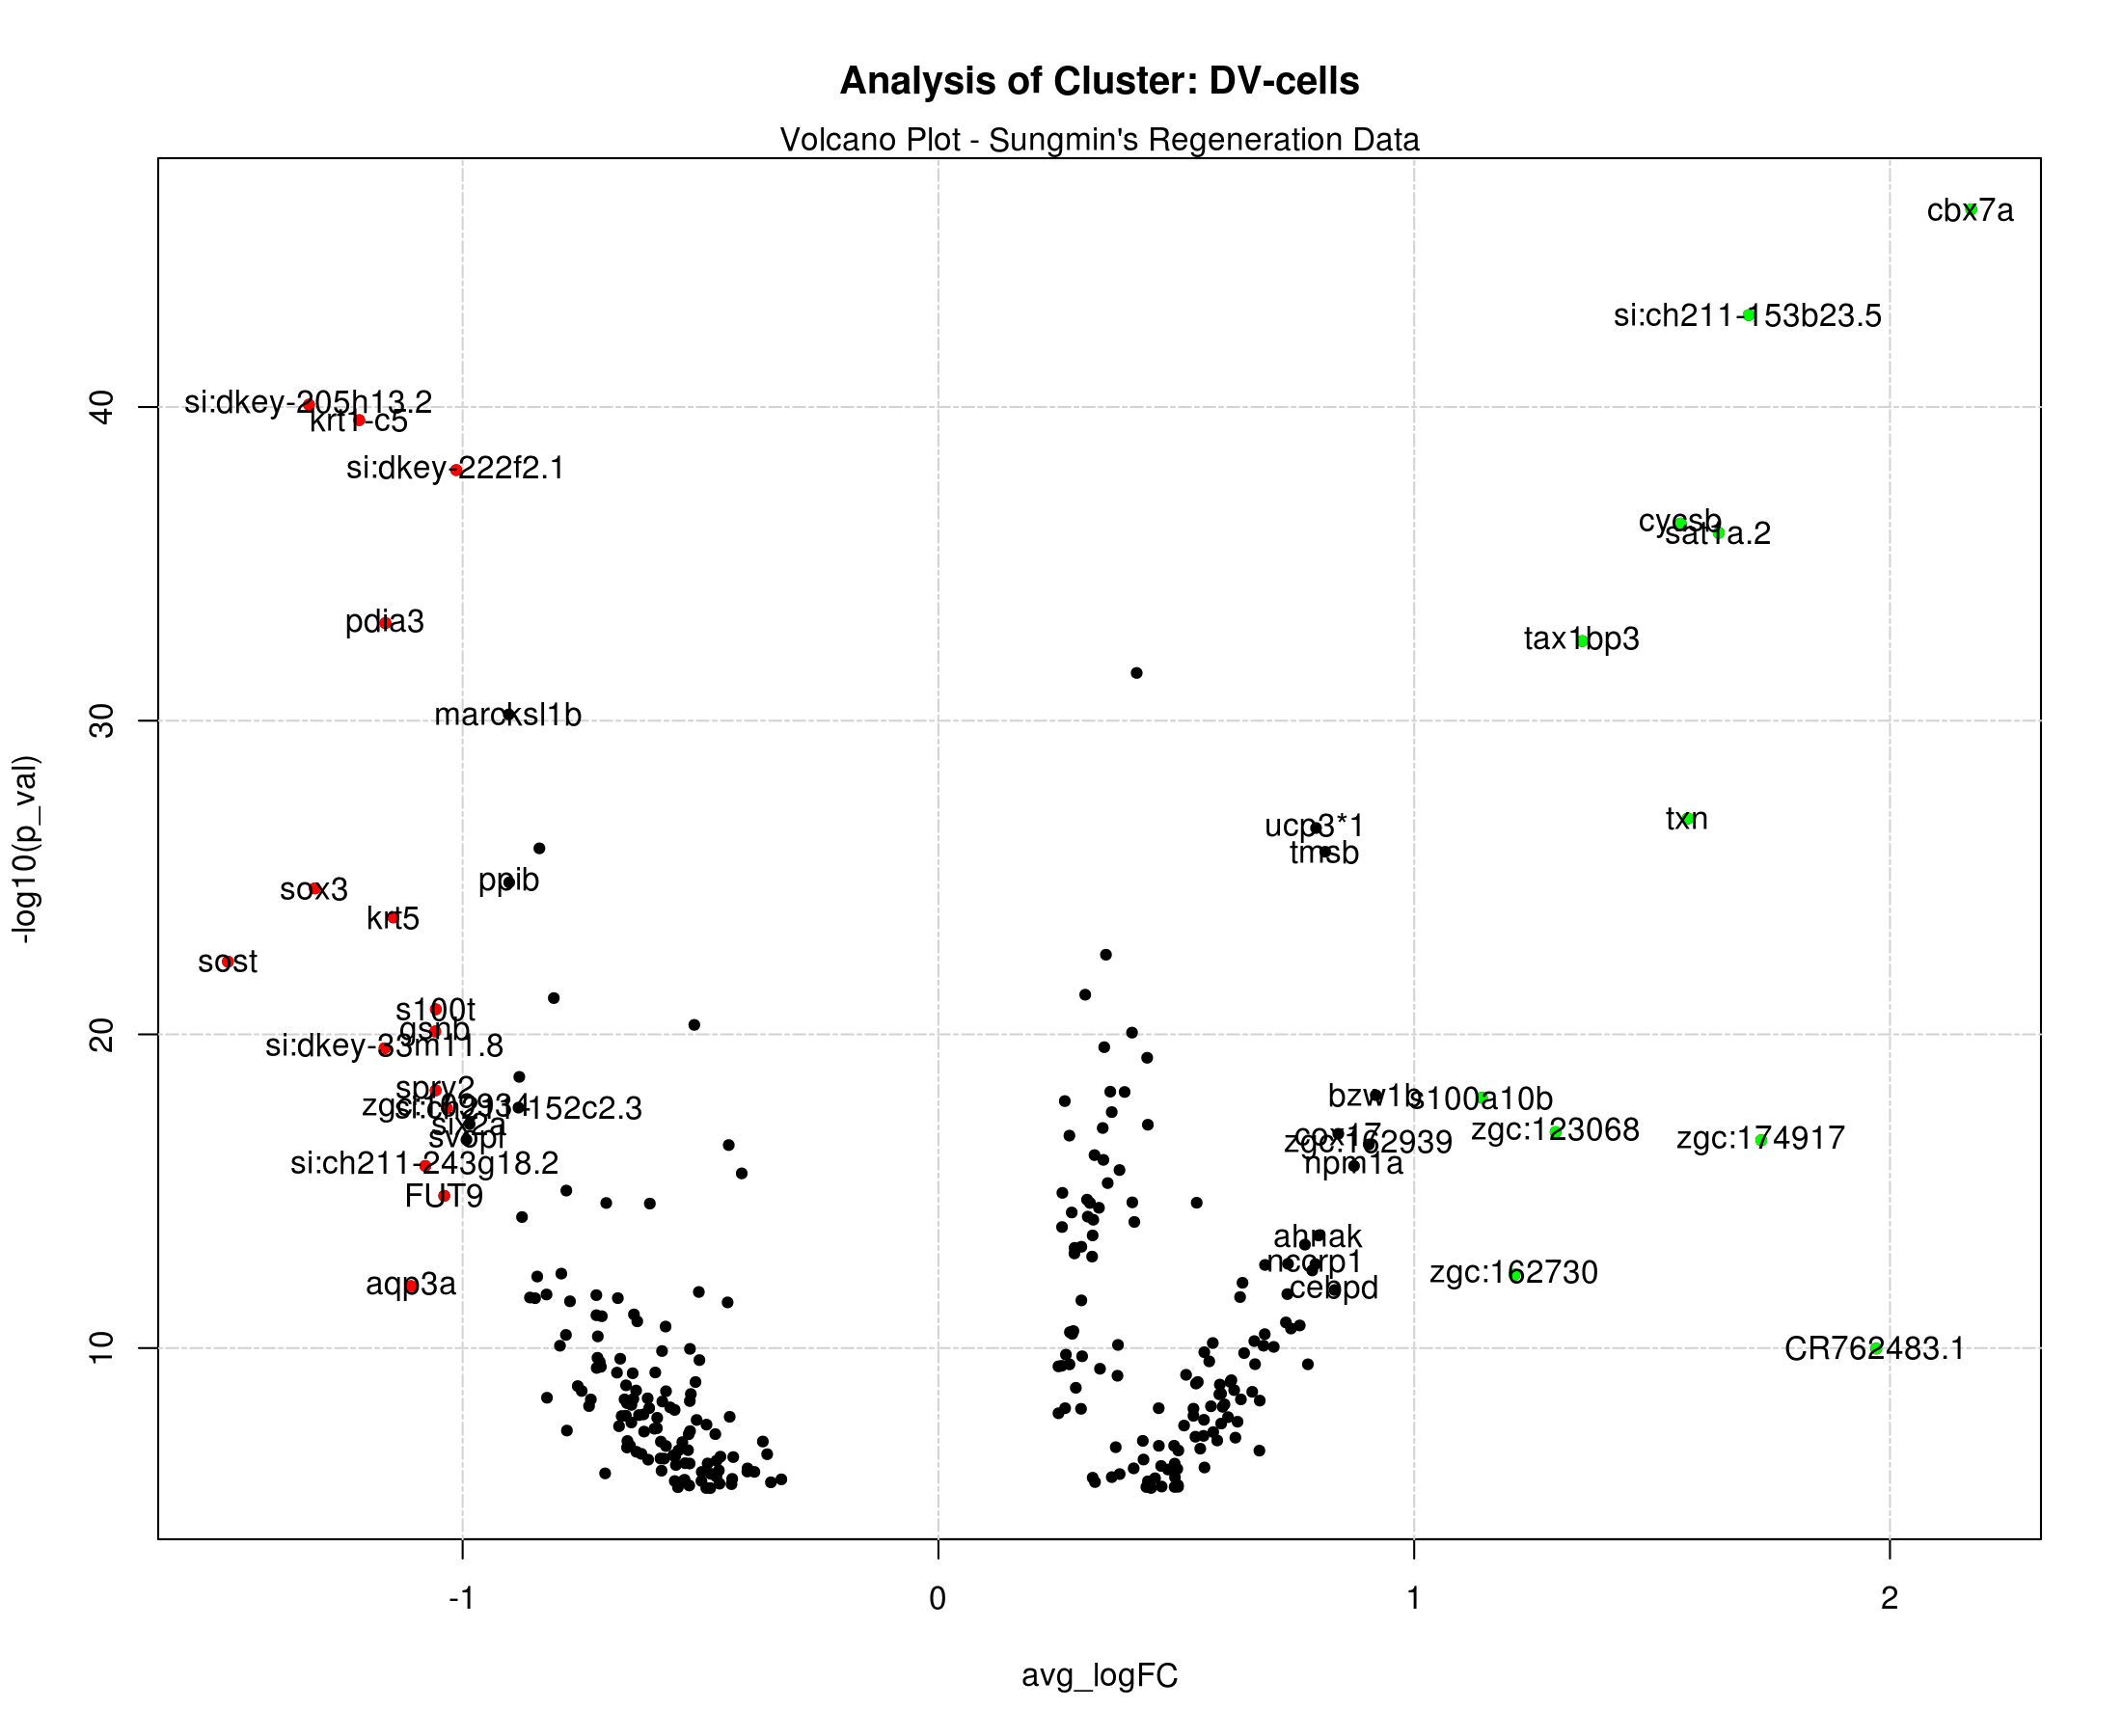 Analysis of Cluster: DV-cells
Volcano Plot - Sungmin's Regeneration Data
cbx7a
si:ch211-153b23.5
si:dkey-205h13.2
krt1-c5
si:dkey-222f2.1
cycsb
sat1a.2
pdia3
tax1bp3
marcksl1b
txn
ucp3*1
tmsb
ppib
sox3
krt5
sost
s100t
gsnb
si:dkey-33m11.8
spry2
152c2.3
six2a
svopl
si:ch211-243g18.2
FUT9
bzw1b
s100a10b
zgc:123068
cox17
zgc:162939
zgc:174917
npm1a
ahnak
cebpd
zgc:162730
aqp3a
CR762483.1
40
30
20
10
-log10(p_val)
-1
0
1
2
avg_logFC